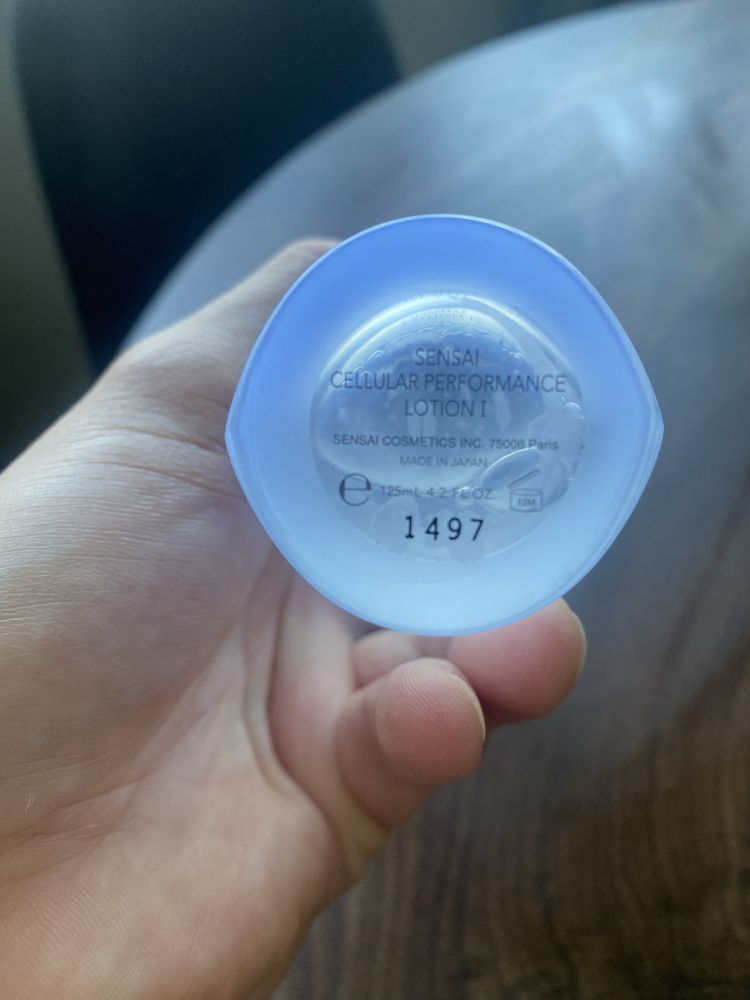 SENSAI
CELLULAR PERFORMANCE
LOTION I
SENSAI COSMETICS INC. 75008 Paris
MADE IN JAPAN
℮ 125mL 4.2 FL.OZ. 12M
1497